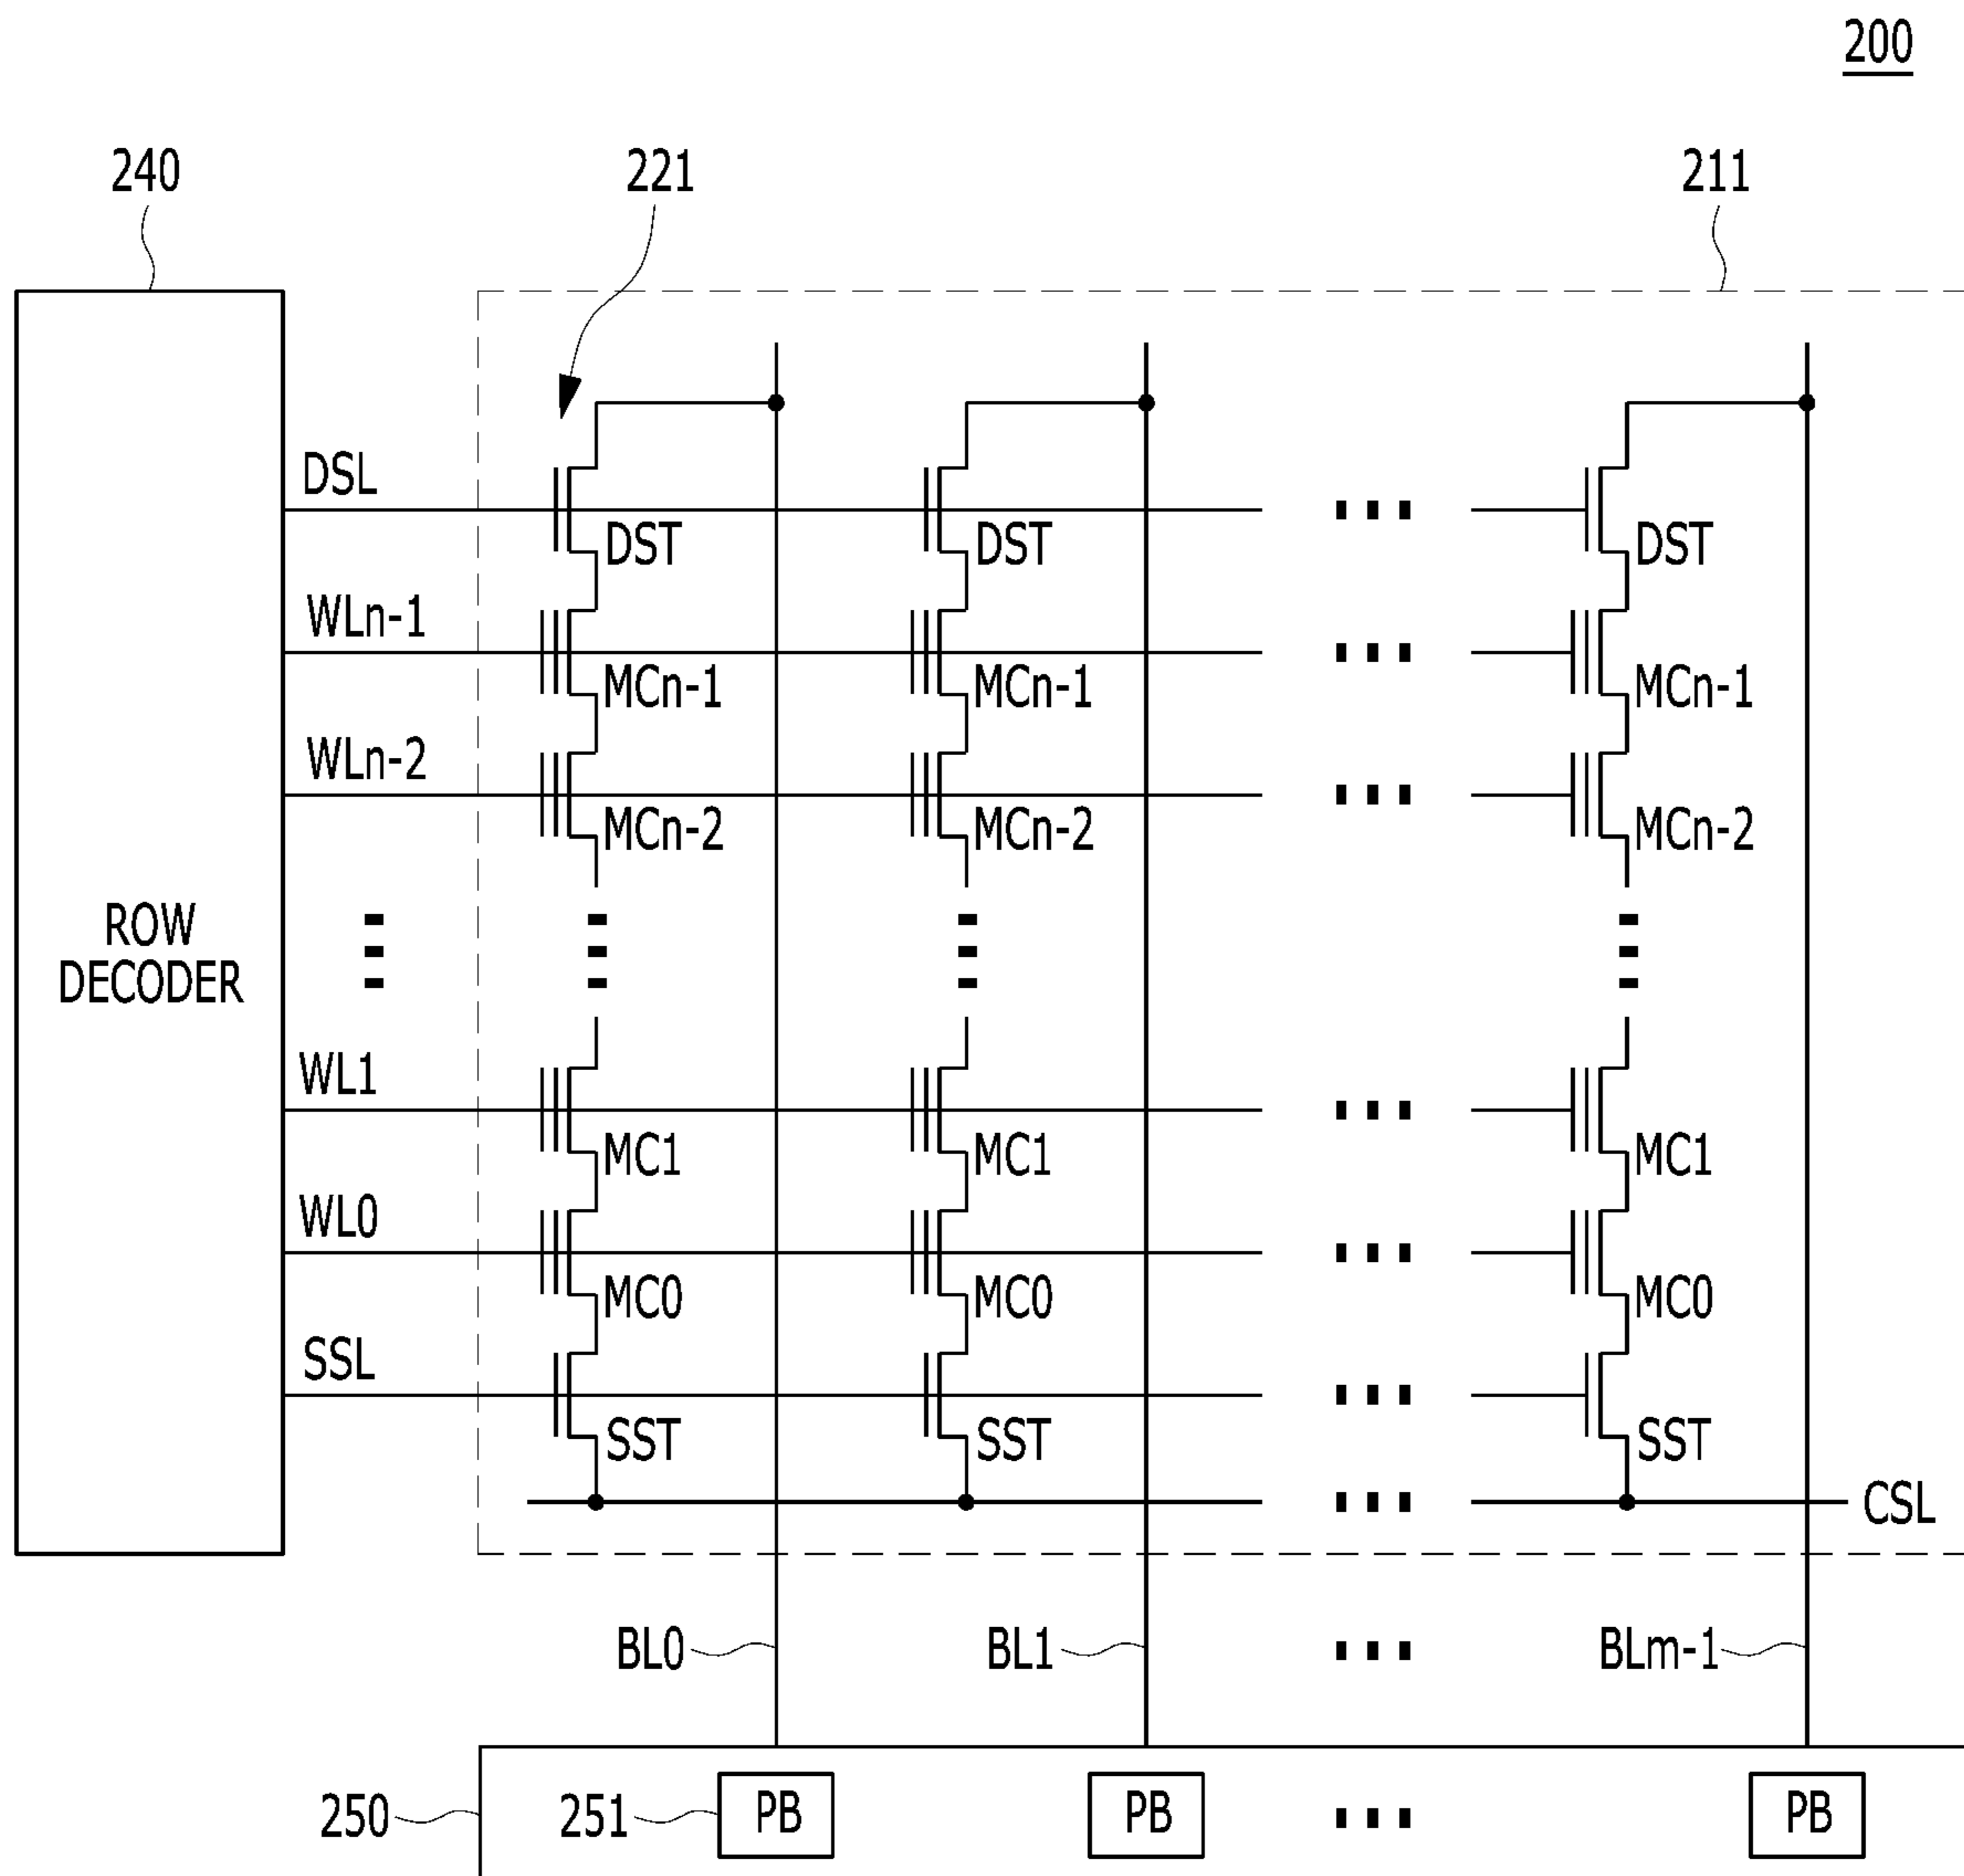 200
240
221
211
DSL
DST DST DST
WLn-1
MCn-1 MCn-1 MCn-1
WLn-2
MCn-2 MCn-2 MCn-2
ROW
DECODER
WL1
MC1 MC1 MC1
WL0
MC0 MC0 MC0
SSL
SST SST SST
CSL
BL0 BL1 BLm-1
250 251 PB PB PB